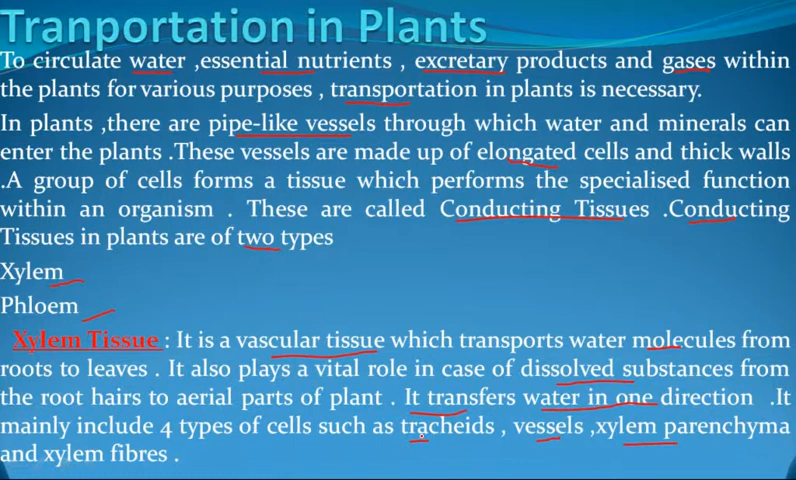 Tranportation in Plants
To circulate water ,essential nutrients , excretary products and gases within
the plants for various purposes , transportation in plants is necessary.
In plants ,there are pipe-like vessels through which water and minerals can
enter the plants .These vessels are made up of elongated cells and thick walls
.A group of cells forms a tissue which performs the specialised function
within an organism . These are called Conducting Tissues .Conducting
Tissues in plants are of two types
Xylem
Phloem
Xylem Tissue : It is a vascular tissue which transports water molecules from
roots to leaves . It also plays a vital role in case of dissolved substances from
the root hairs to aerial parts of plant . It transfers water in one direction .It
mainly include 4 types of cells such as tracheids , vessels ,xylem parenchyma
and xylem fibres .